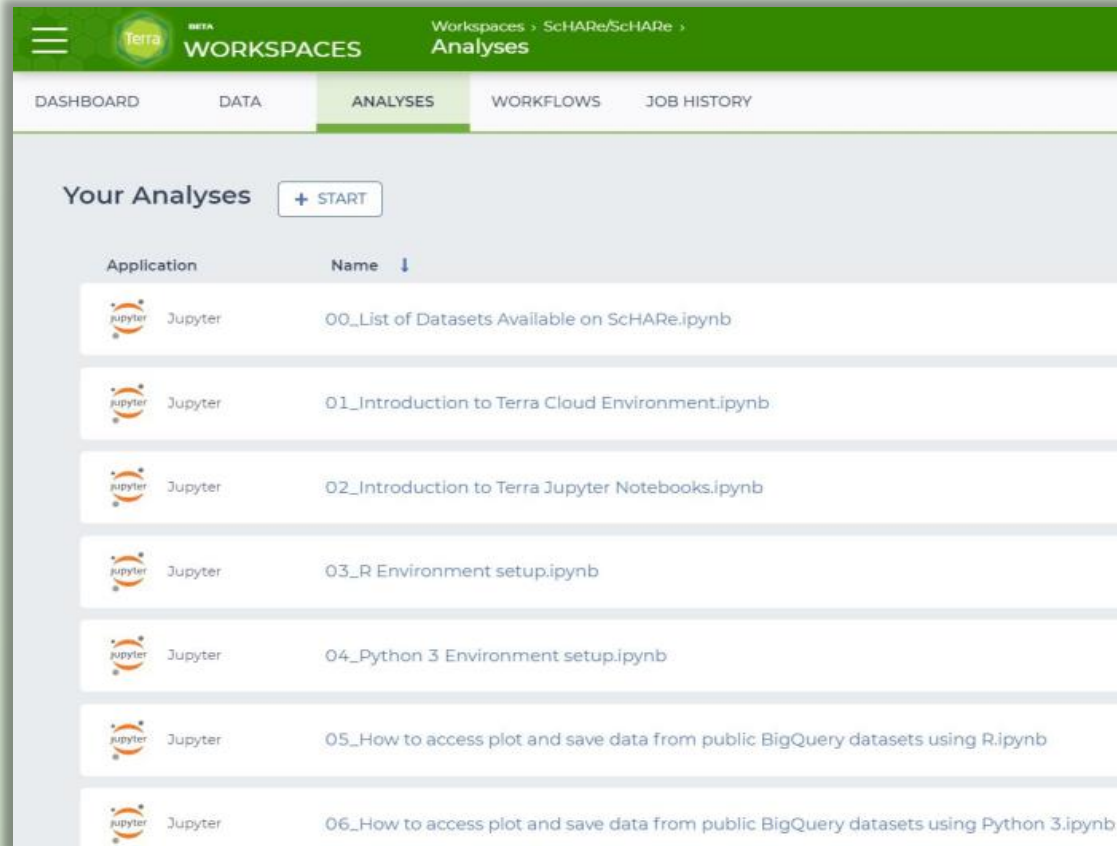 Terra
BETA
WORKSPACES
Workspaces › ScHARe/ScHARe ›
Analyses
DASHBOARD DATA ANALYSES WORKFLOWS JOB HISTORY
Your Analyses + START
Application Name ↓
jupyter Jupyter 00_List of Datasets Available on ScHARe.ipynb
jupyter Jupyter 01_Introduction to Terra Cloud Environment.ipynb
jupyter Jupyter 02_Introduction to Terra Jupyter Notebooks.ipynb
jupyter Jupyter 03_R Environment setup.ipynb
jupyter Jupyter 04_Python 3 Environment setup.ipynb
jupyter Jupyter 05_How to access plot and save data from public BigQuery datasets using R.ipynb
jupyter Jupyter 06_How to access plot and save data from public BigQuery datasets using Python 3.ipynb